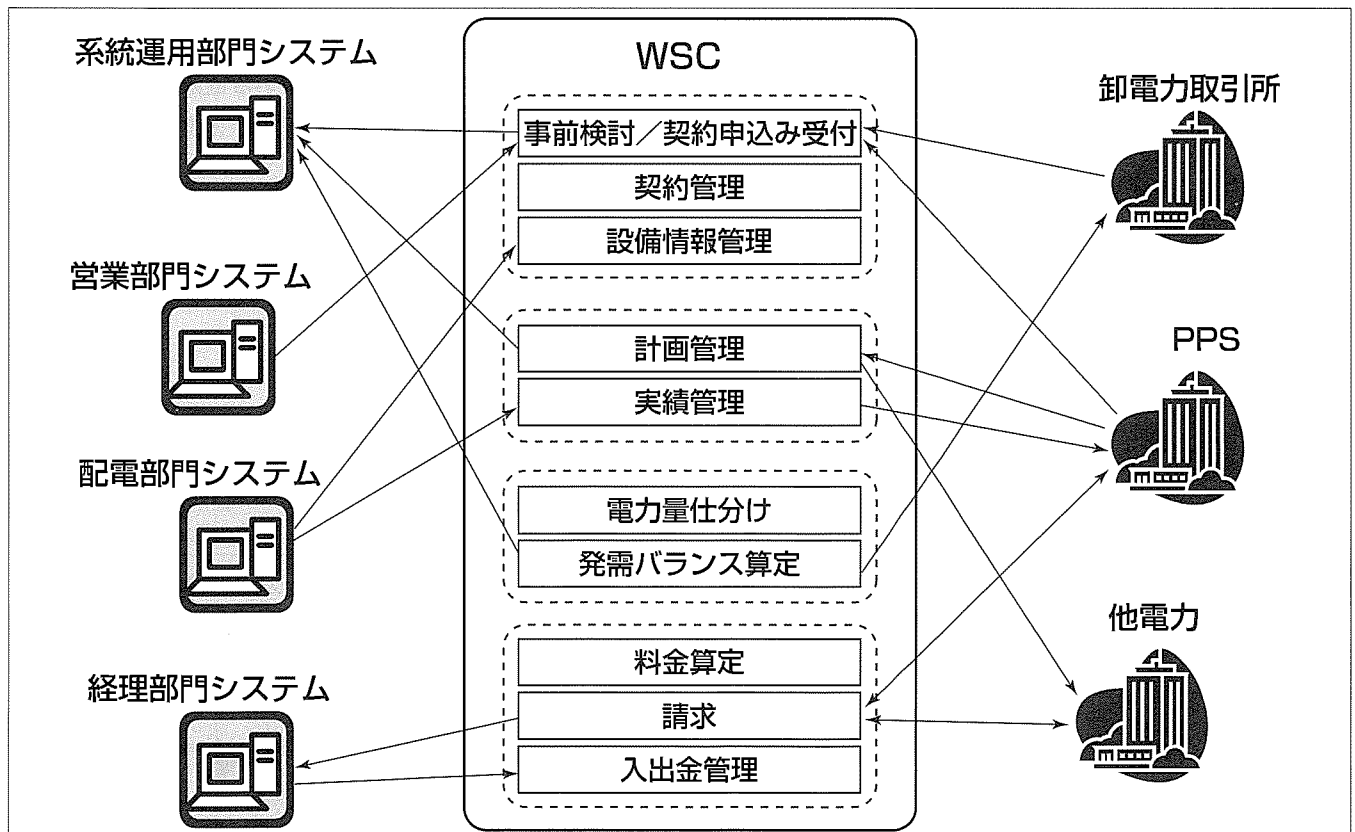 系統運用部門システム
営業部門システム
配電部門システム
経理部門システム
WSC
事前検討／契約申込み受付
契約管理
設備情報管理
計画管理
実績管理
電力量仕分け
発需バランス算定
料金算定
請求
入出金管理
卸電力取引所
PPS
他電力